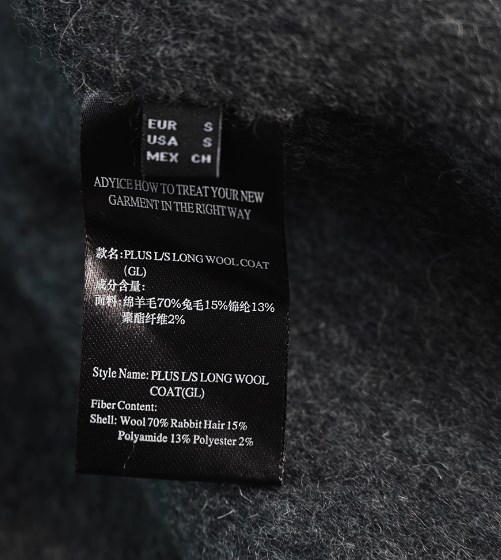 EUR S
USA S
MEX CH
ADYICE HOW TO TREAT YOUR NEW
GARMENT IN THE RIGHT WAY
款名:PLUS L/S LONG WOOL COAT
(GL)
成分含量:
面料:绵羊毛70%兔毛15%锦纶13%
聚酯纤维2%
Style Name: PLUS L/S LONG WOOL
COAT(GL)
Fiber Content:
Shell: Wool 70% Rabbit Hair 15%
Polyamide 13% Polyester 2%